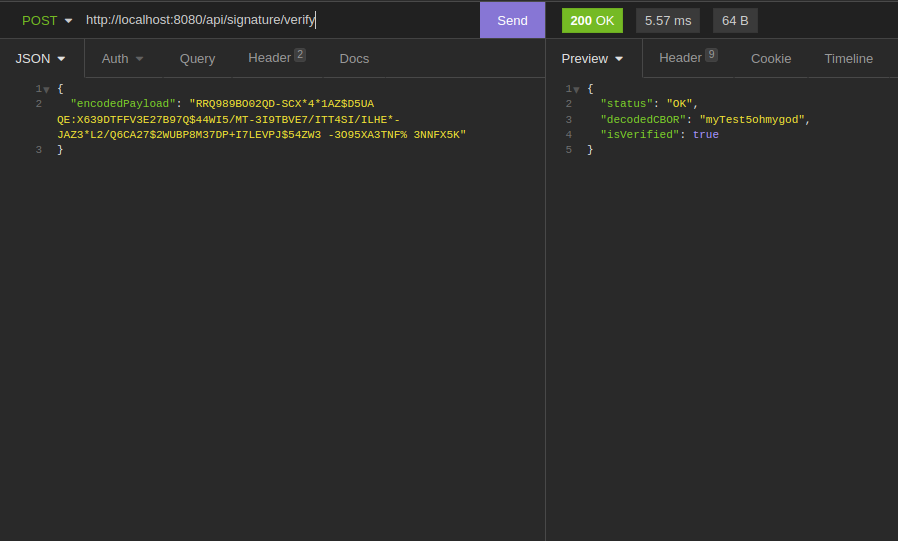 POST http://localhost:8080/api/signature/verify Send 200 OK 5.57 ms 64 B
JSON Auth Query Header 2 Docs Preview Header 9 Cookie Timeline
1 {
2 "encodedPayload": "RRQ989BO02QD-SCX*4*1AZ$D5UA
QE:X639DTFFV3E27B97Q$44WI5/MT-3I9TBVE7/ITT4SI/ILHE*-
JAZ3*L2/Q6CA27$2WUBP8M37DP+I7LEVPJ$54ZW3 -3O95XA3TNF% 3NNFX5K"
3 }
1 {
2 "status": "OK",
3 "decodedCBOR": "myTest5ohmygod",
4 "isVerified": true
5 }